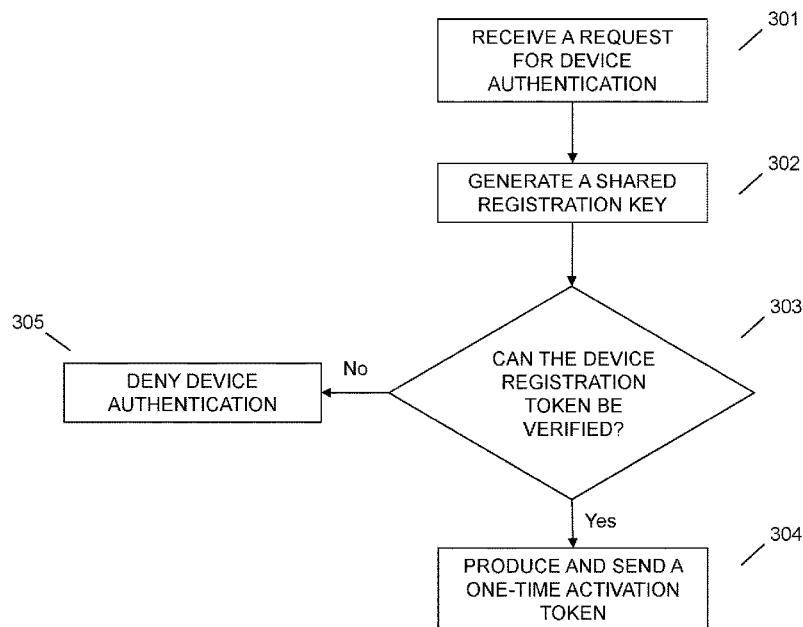 301
RECEIVE A REQUEST
FOR DEVICE
AUTHENTICATION
302
GENERATE A SHARED
REGISTRATION KEY
303
CAN THE DEVICE
REGISTRATION
TOKEN BE
VERIFIED?
305
No
DENY DEVICE
AUTHENTICATION
Yes
304
PRODUCE AND SEND A
ONE-TIME ACTIVATION
TOKEN